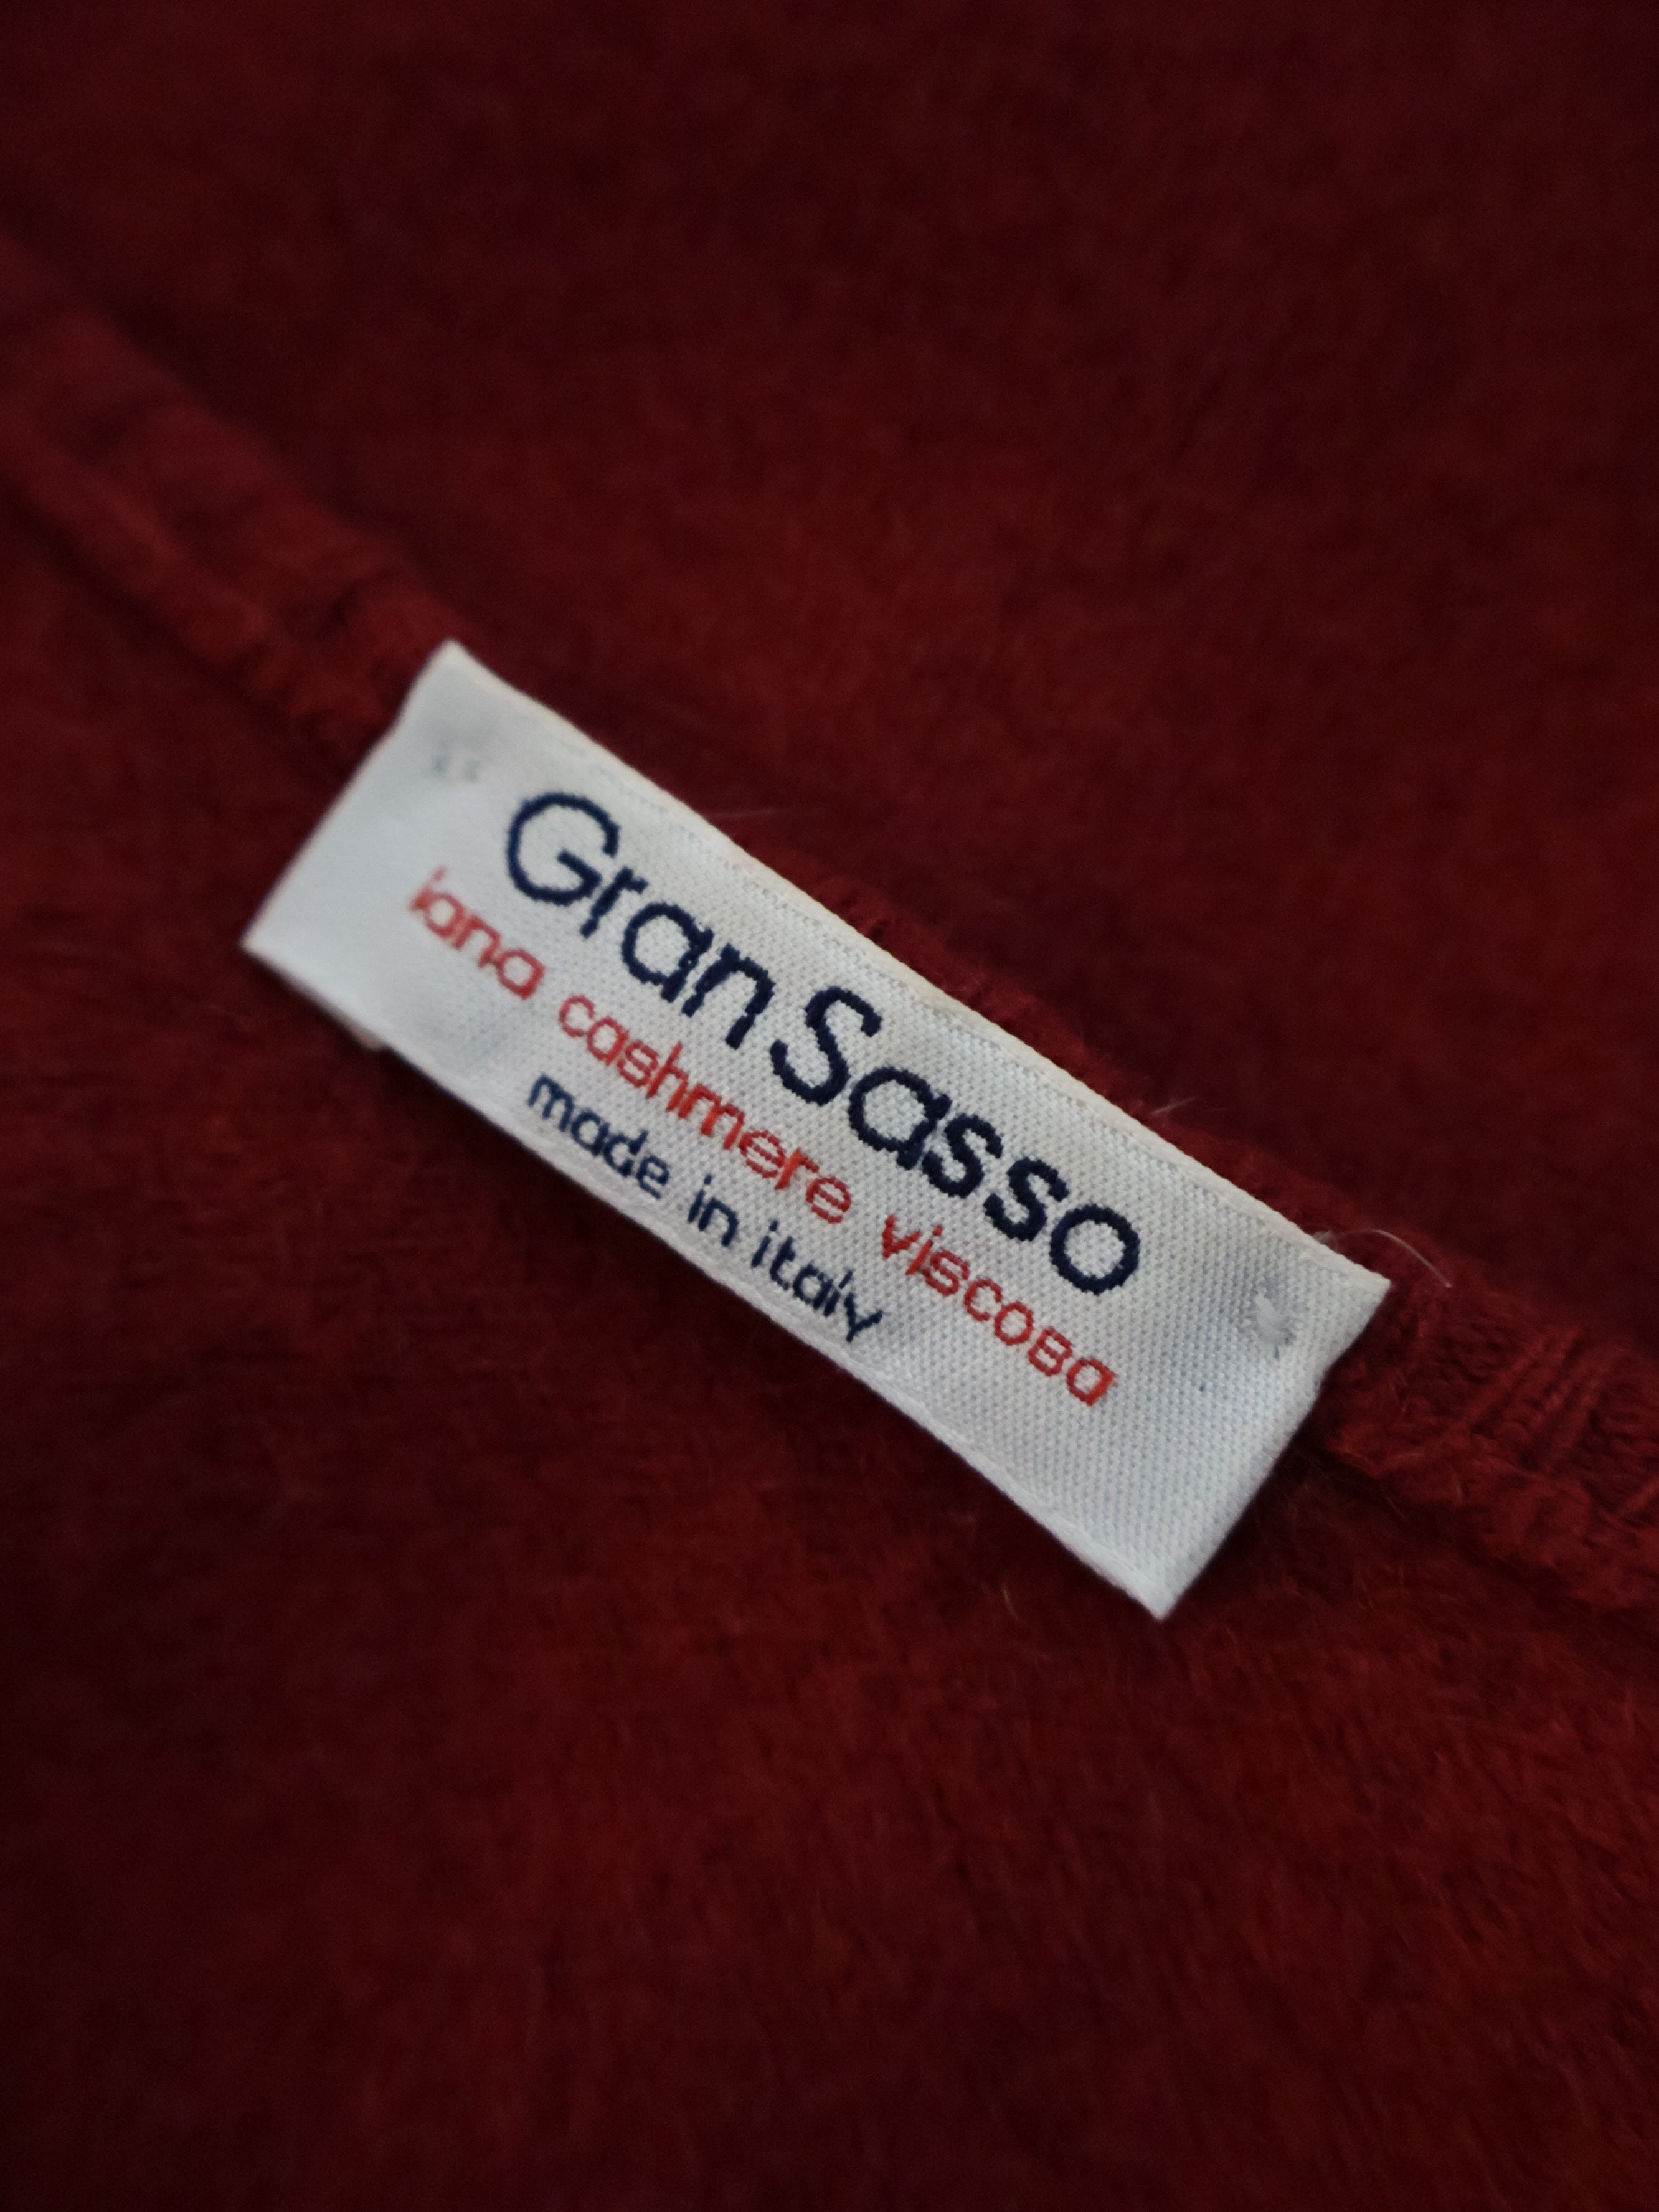 Gran Sasso
lana cashmere viscosa
made in italy